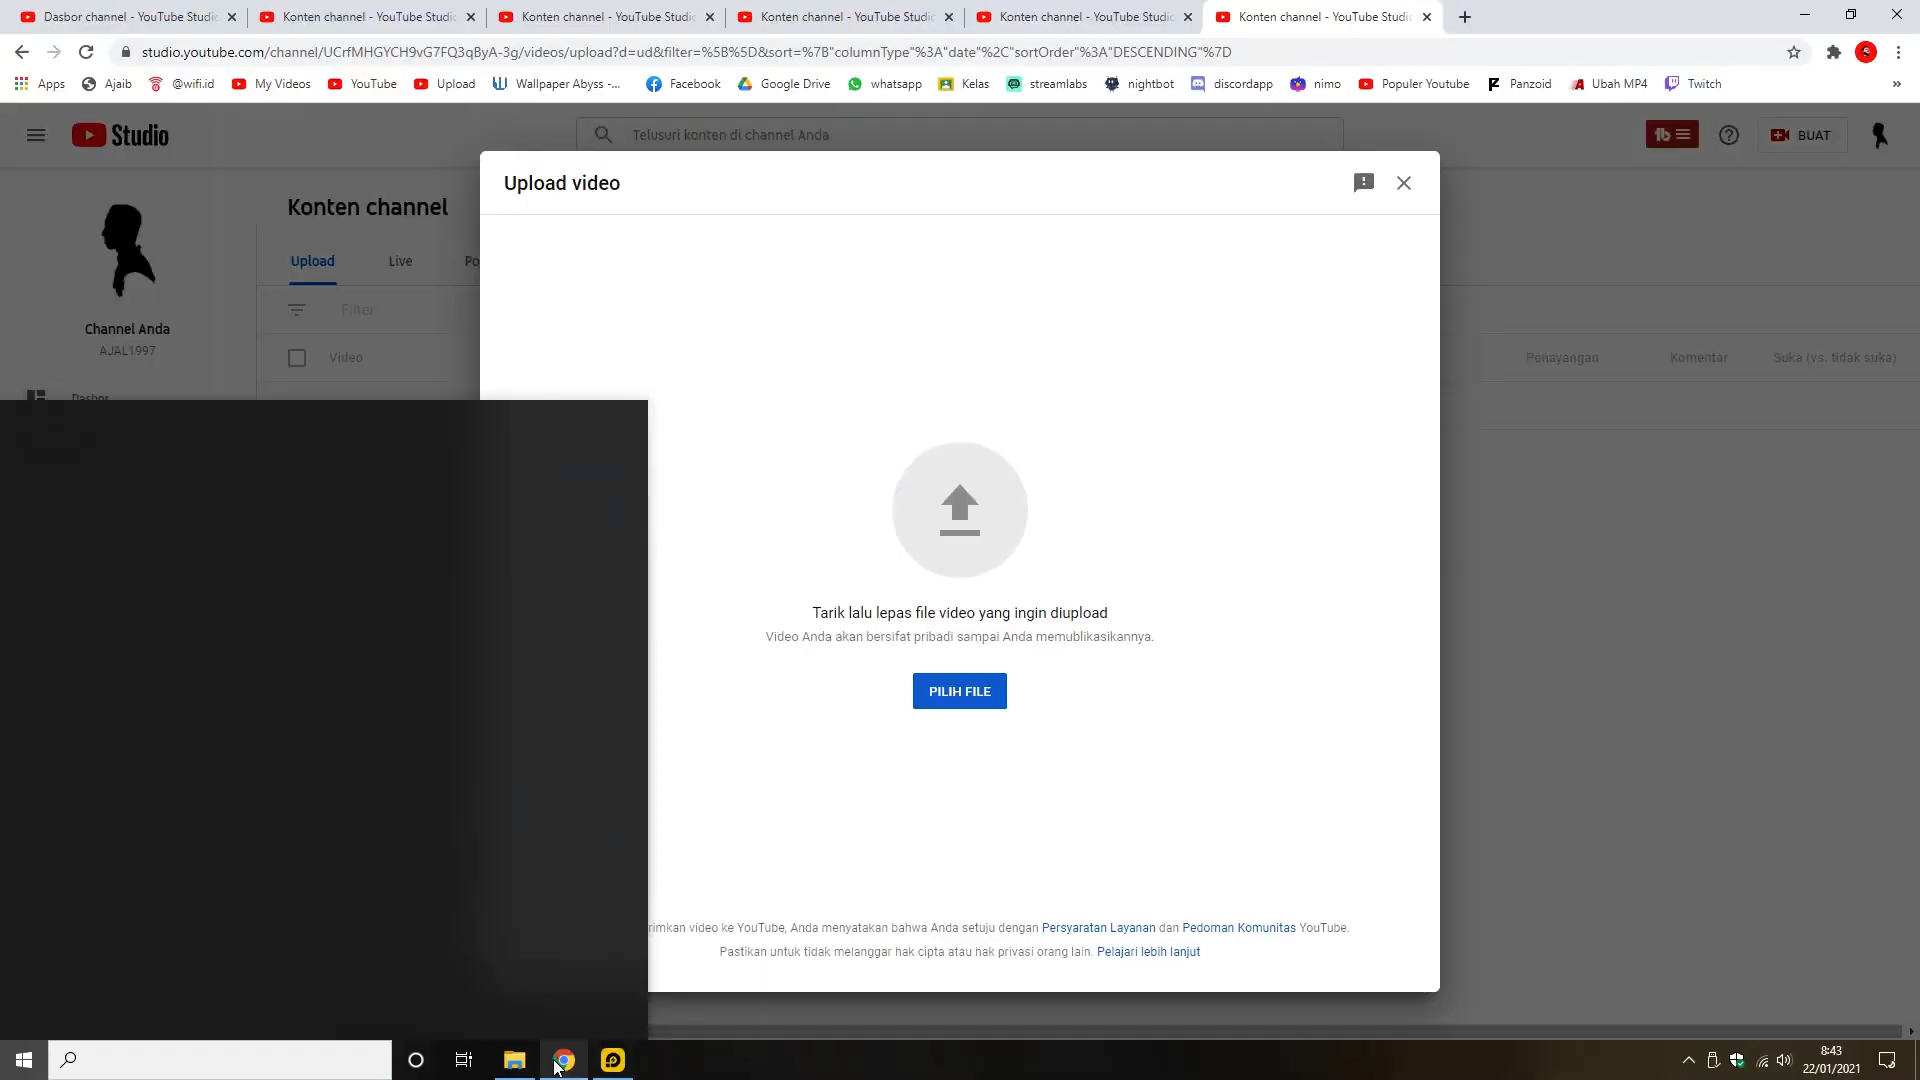 Dasbor channel - YouTube Studi
Konten channel - YouTube Studi
Konten channel - YouTube Studi
Konten channel - YouTube Studi
Konten channel - YouTube Studi
Konten channel - YouTube Studi
studio.youtube.com/channel/UCrfMHGYCH9vG7FQ3qByA-3g/videos/upload?d=ud&filter=%5B%5D&sort=%7B"columnType"%3A"date"%2C"sortOrder"%3A"DESCENDING"%7D
Apps
Ajaib
@wifi.id
My Videos
YouTube
Upload
Wallpaper Abyss -...
Facebook
Google Drive
whatsapp
Kelas
streamlabs
nightbot
discordapp
nimo
Populer Youtube
Panzoid
Ubah MP4
Twitch
Studio
Telusuri konten di channel Anda
BUAT
Upload video
Konten channel
Upload
Live
Po
Filter
Channel Anda
AJAL1997
Video
Penayangan
Komentar
Suka (vs. tidak suka)
Dasbor
Tarik lalu lepas file video yang ingin diupload
Video Anda akan bersifat pribadi sampai Anda memublikasikannya.
PILIH FILE
rimkan video ke YouTube, Anda menyatakan bahwa Anda setuju dengan Persyaratan Layanan dan Pedoman Komunitas YouTube.
Pastikan untuk tidak melanggar hak cipta atau hak privasi orang lain. Pelajari lebih lanjut
8:43
22/01/2021